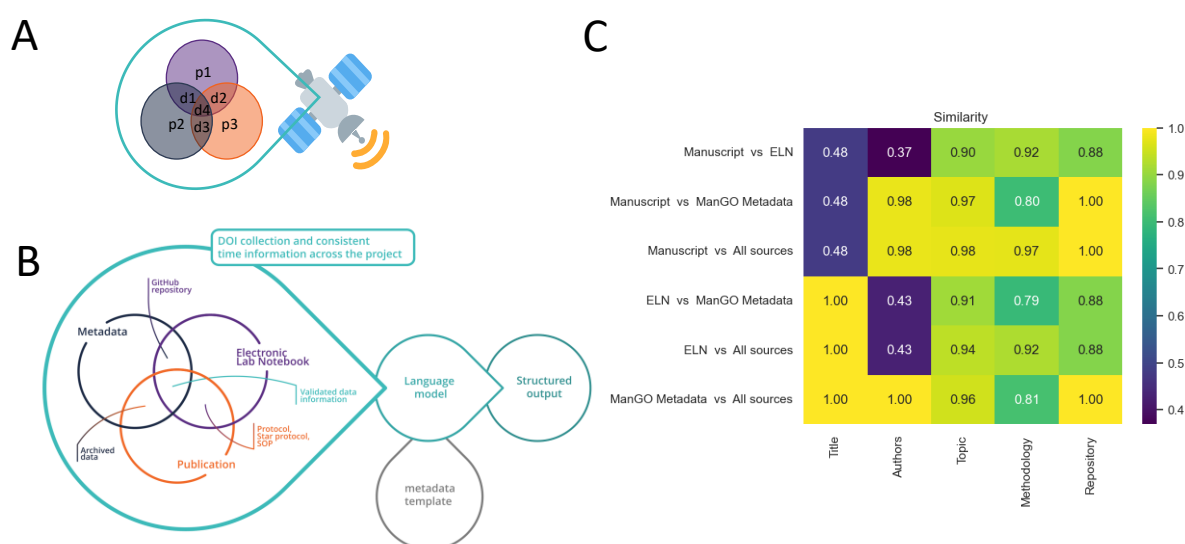 A
p1
d1
d2
d4
p2
d3
p3
B
DOI collection and consistent
time information across the project
GitHub
repository
Metadata
Electronic
Lab Notebook
Validated data
information
Archived
data
Protocol,
Star protocol,
SOP
Publication
Language
model
Structured
output
metadata
template
C
Similarity
Manuscript vs ELN
0.48 0.37 0.90 0.92 0.88
Manuscript vs ManGO Metadata
0.48 0.98 0.97 0.80 1.00
Manuscript vs All sources
0.48 0.98 0.98 0.97 1.00
ELN vs ManGO Metadata
1.00 0.43 0.91 0.79 0.88
ELN vs All sources
1.00 0.43 0.94 0.92 0.88
ManGO Metadata vs All sources
1.00 1.00 0.96 0.81 1.00
Title
Authors
Topic
Methodology
Repository
1.0
0.9
0.8
0.7
0.6
0.5
0.4